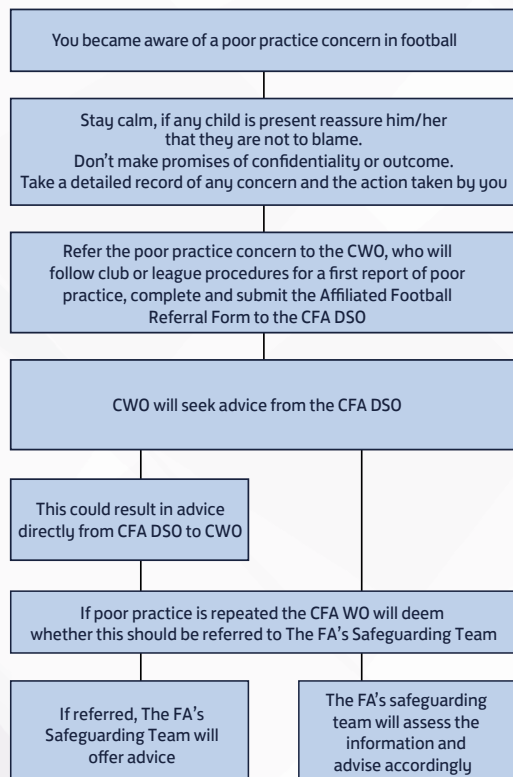 You became aware of a poor practice concern in football
Stay calm, if any child is present reassure him/her
that they are not to blame.
Don’t make promises of confidentiality or outcome.
Take a detailed record of any concern and the action taken by you
Refer the poor practice concern to the CWO, who will
follow club or league procedures for a first report of poor
practice, complete and submit the Affiliated Football
Referral Form to the CFA DSO
CWO will seek advice from the CFA DSO
This could result in advice
directly from CFA DSO to CWO
If poor practice is repeated the CFA WO will deem
whether this should be referred to The FA’s Safeguarding Team
If referred, The FA’s
Safeguarding Team will
offer advice
The FA’s safeguarding
team will assess the
information and
advise accordingly